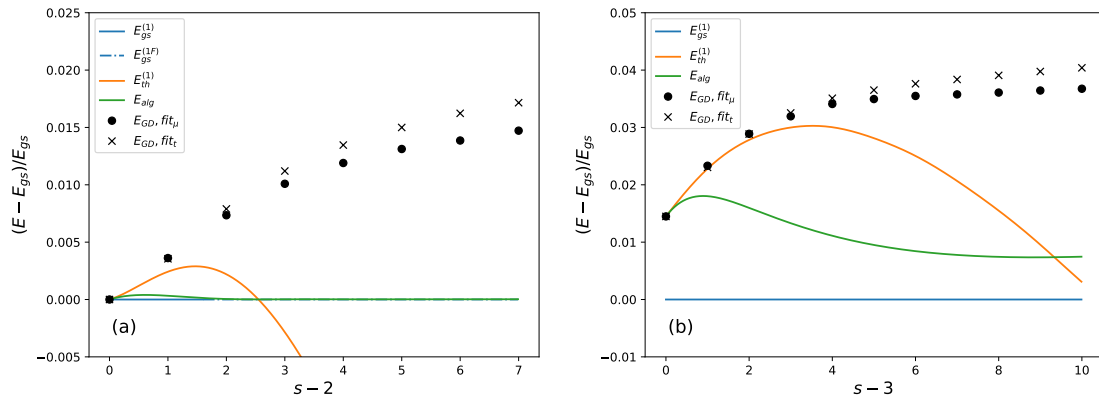 0.025
0.020
0.015
0.010
0.005
0.000
−0.005
(E − E_gs)/E_gs
E_gs^(1)
E_gs^(1F)
E_th^(1)
E_alg
E_GD, fit_μ
E_GD, fit_t
(a)
0 1 2 3 4 5 6 7
s − 2
0.05
0.04
0.03
0.02
0.01
0.00
−0.01
(E − E_gs)/E_gs
E_gs^(1)
E_th^(1)
E_alg
E_GD, fit_μ
E_GD, fit_t
(b)
0 2 4 6 8 10
s − 3